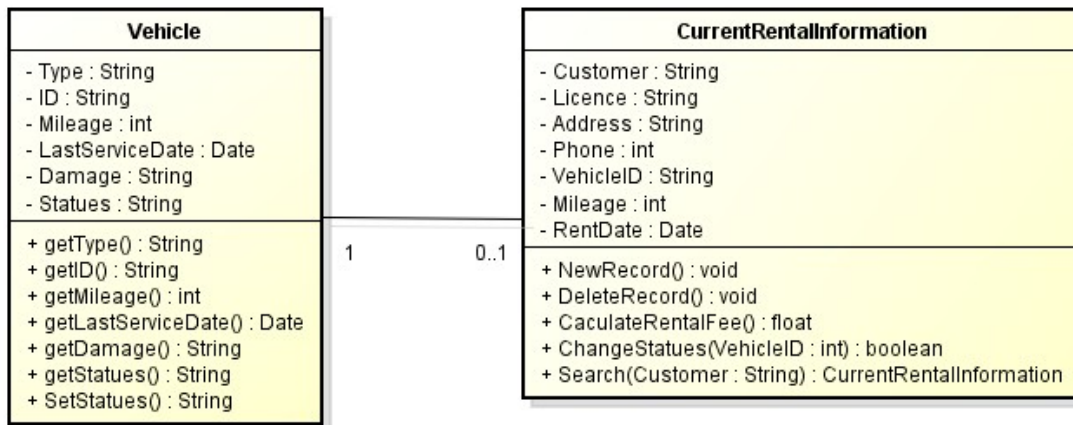 Vehicle
- Type : String
- ID : String
- Mileage : int
- LastServiceDate : Date
- Damage : String
- Statues : String
+ getType() : String
+ getID() : String
+ getMileage() : int
+ getLastServiceDate() : Date
+ getDamage() : String
+ getStatues() : String
+ SetStatues() : String
1
0..1
CurrentRentalInformation
- Customer : String
- Licence : String
- Address : String
- Phone : int
- VehicleID : String
- Mileage : int
- RentDate : Date
+ NewRecord() : void
+ DeleteRecord() : void
+ CaculateRentalFee() : float
+ ChangeStatues(VehicleID : int) : boolean
+ Search(Customer : String) : CurrentRentalInformation